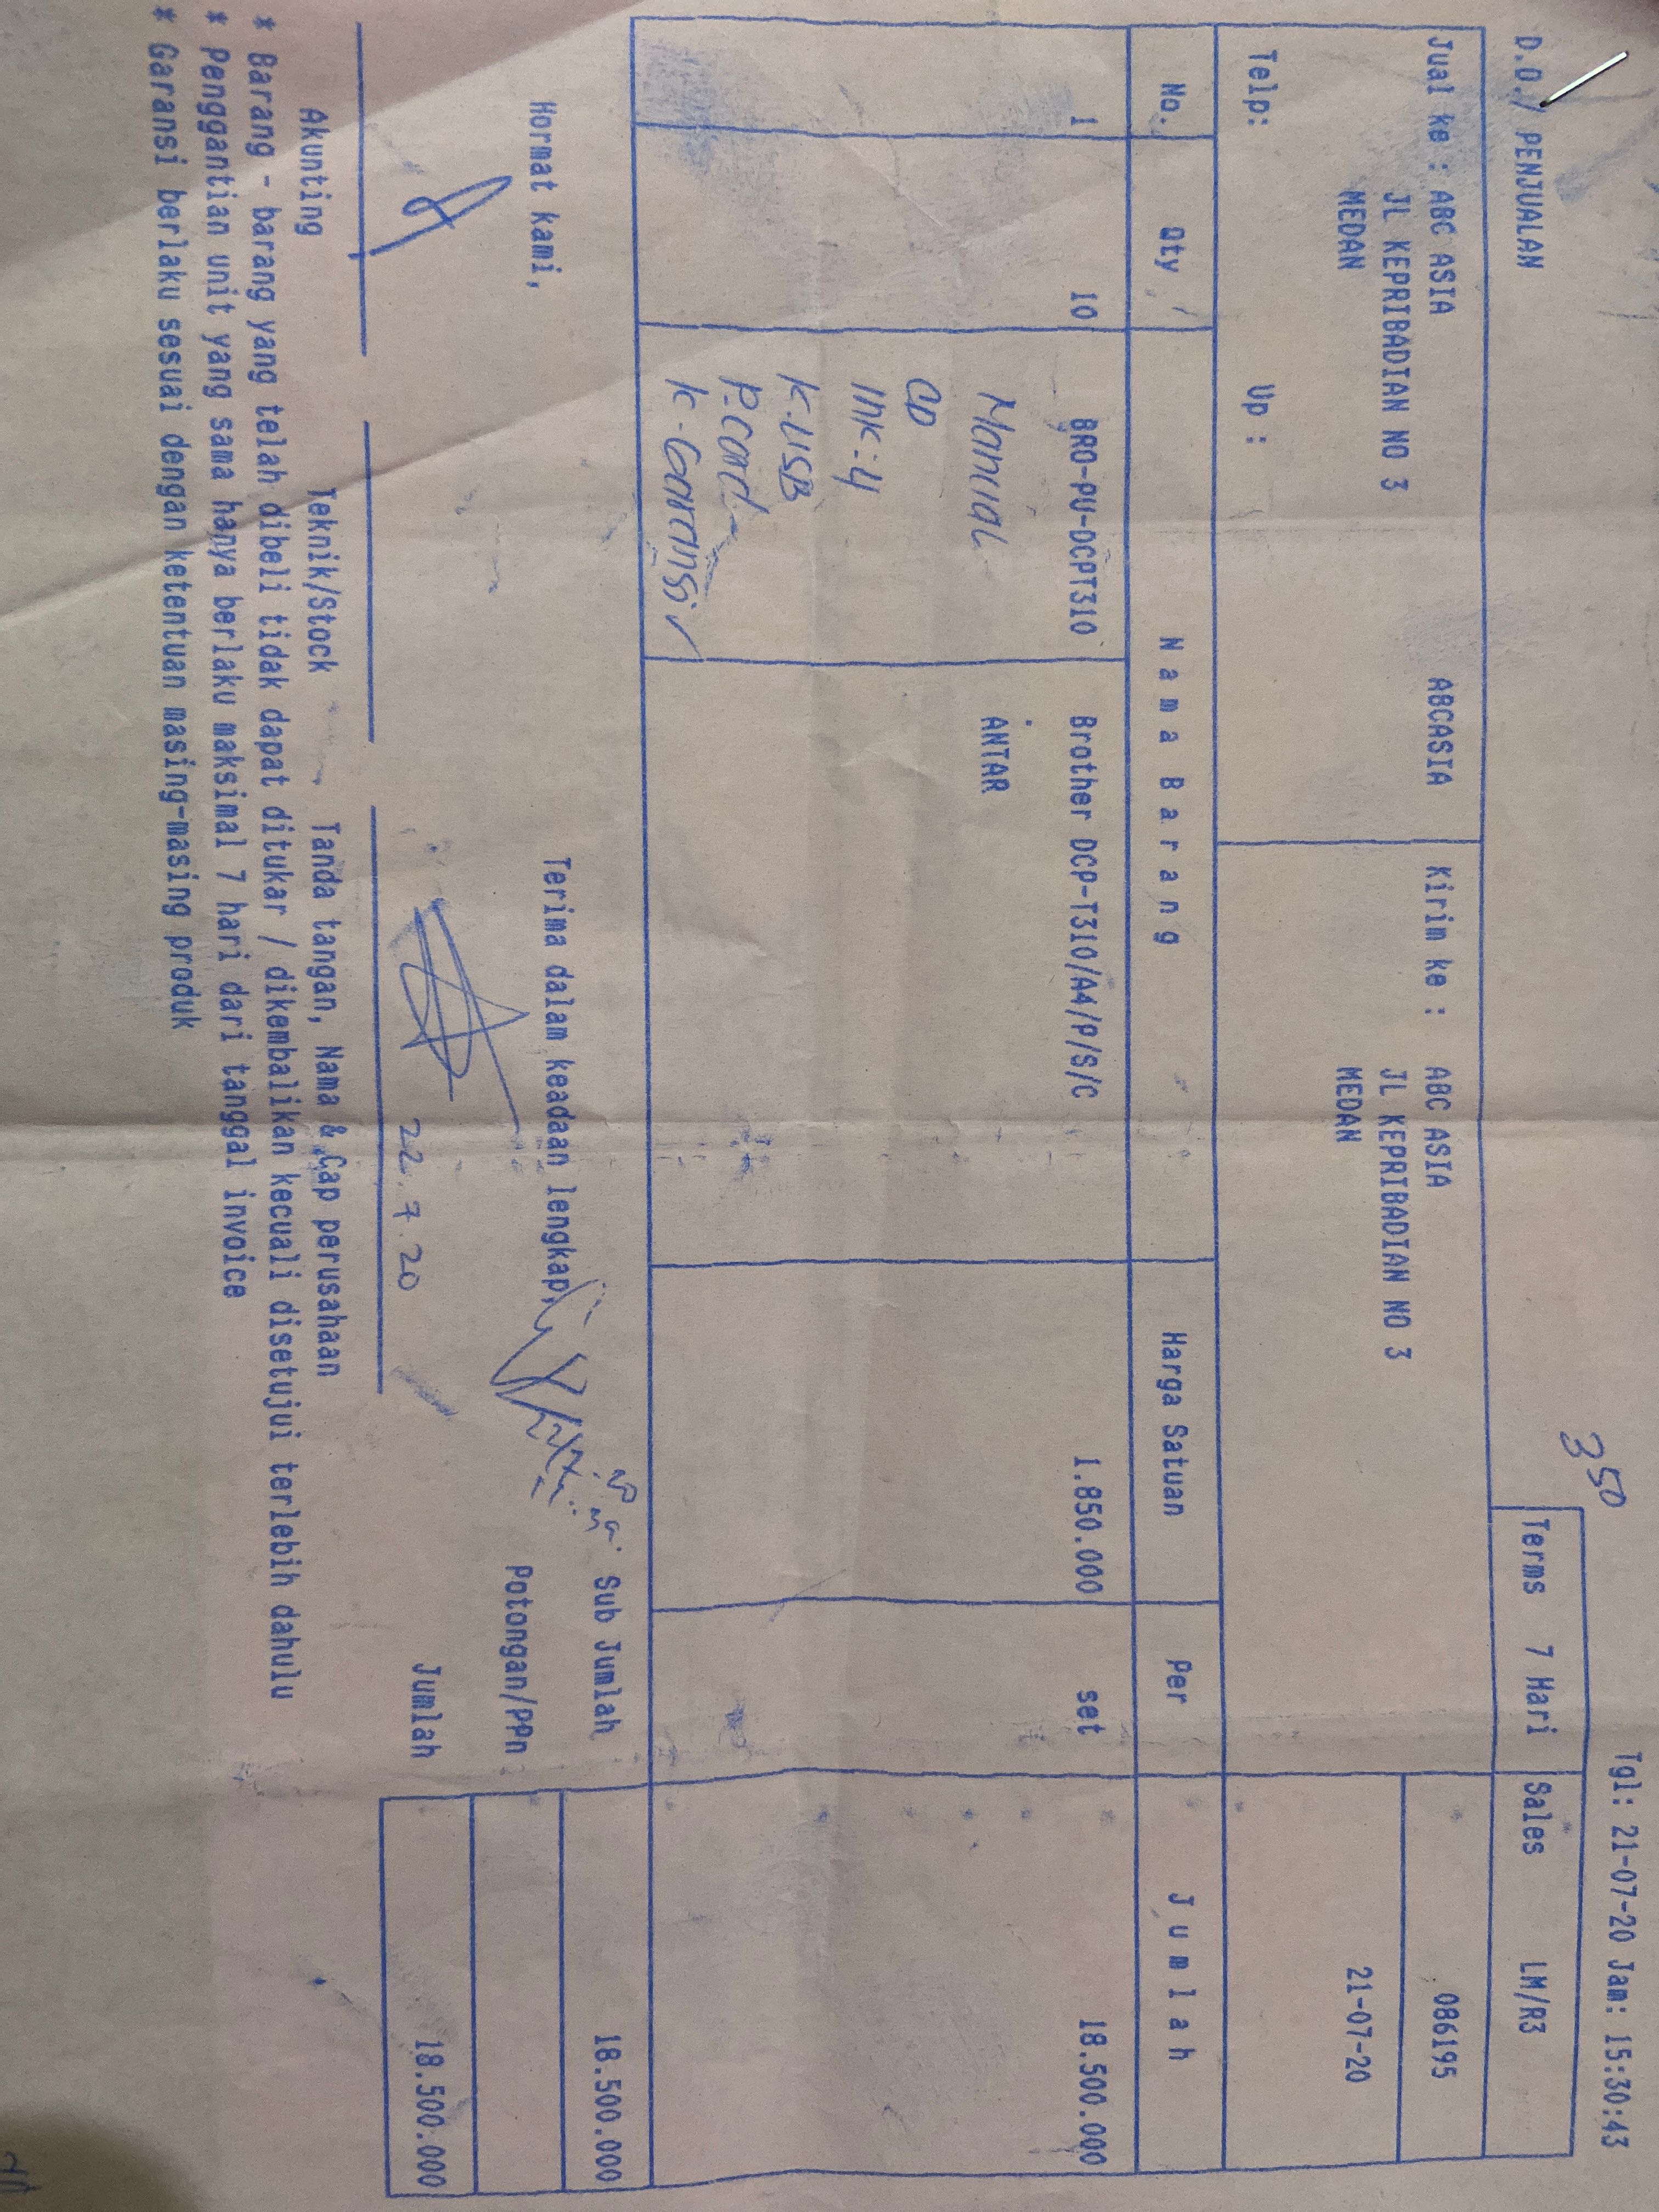 Tgl: 21-07-20 Jam: 15:30:43
350
D.O./ PENJUALAN
Terms 7 Hari Sales LM/R3
Jual ke : ABC ASIA ABCASIA
JL KEPRIBADIAN NO 3
MEDAN
Telp: Up :
Kirim ke : ABC ASIA
JL KEPRIBADIAN NO 3
MEDAN
086195
21-07-20
No. Qty Nama Barang Harga Satuan Per Jumlah
1 10 BRO-PU-DCPT310 Brother DCP-T310/A4/P/S/C 1.850.000 set 18.500.000
Manual ANTAR
CD
Ink-4
K-USB
P.card
K-Garansi ✓
Hormat kami, Terima dalam keadaan lengkap,
Sub Jumlah 18.500.000
Potongan/PPn
Jumlah 18.500.000
22.7.20
Akunting Teknik/Stock Tanda tangan, Nama & Cap perusahaan
* Barang - barang yang telah dibeli tidak dapat ditukar / dikembalikan kecuali disetujui terlebih dahulu
* Penggantian unit yang sama hanya berlaku maksimal 7 hari dari tanggal invoice
* Garansi berlaku sesuai dengan ketentuan masing-masing produk